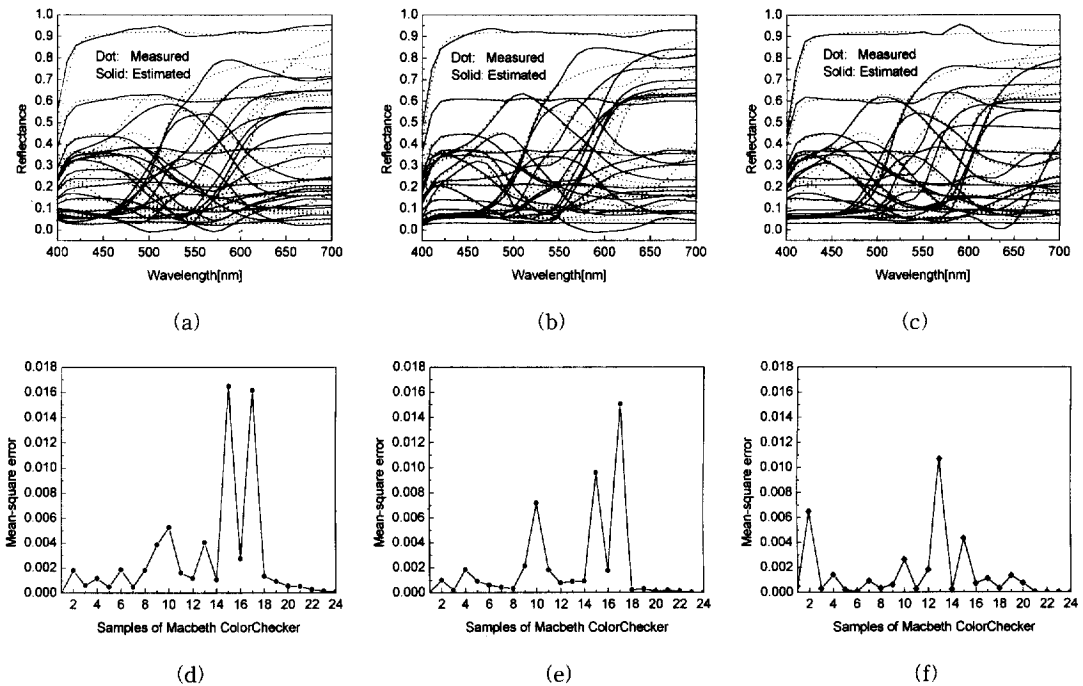 1.0
0.9
0.8
0.7
0.6
0.5
0.4
0.3
0.2
0.1
0.0
Reflectance
Dot: Measured
Solid: Estimated
400 450 500 550 600 650 700
Wavelength[nm]
(a)
1.0
0.9
0.8
0.7
0.6
0.5
0.4
0.3
0.2
0.1
0.0
Reflectance
Dot: Measured
Solid: Estimated
400 450 500 550 600 650 700
Wavelength[nm]
(b)
1.0
0.9
0.8
0.7
0.6
0.5
0.4
0.3
0.2
0.1
0.0
Reflectance
Dot: Measured
Solid: Estimated
400 450 500 550 600 650 700
Wavelength[nm]
(c)
0.018
0.016
0.014
0.012
0.010
0.008
0.006
0.004
0.002
0.000
Mean-square error
2 4 6 8 10 12 14 16 18 20 22 24
Samples of Macbeth ColorChecker
(d)
0.018
0.016
0.014
0.012
0.010
0.008
0.006
0.004
0.002
0.000
Mean-square error
2 4 6 8 10 12 14 16 18 20 22 24
Samples of Macbeth ColorChecker
(e)
0.018
0.016
0.014
0.012
0.010
0.008
0.006
0.004
0.002
0.000
Mean-square error
2 4 6 8 10 12 14 16 18 20 22 24
Samples of Macbeth ColorChecker
(f)